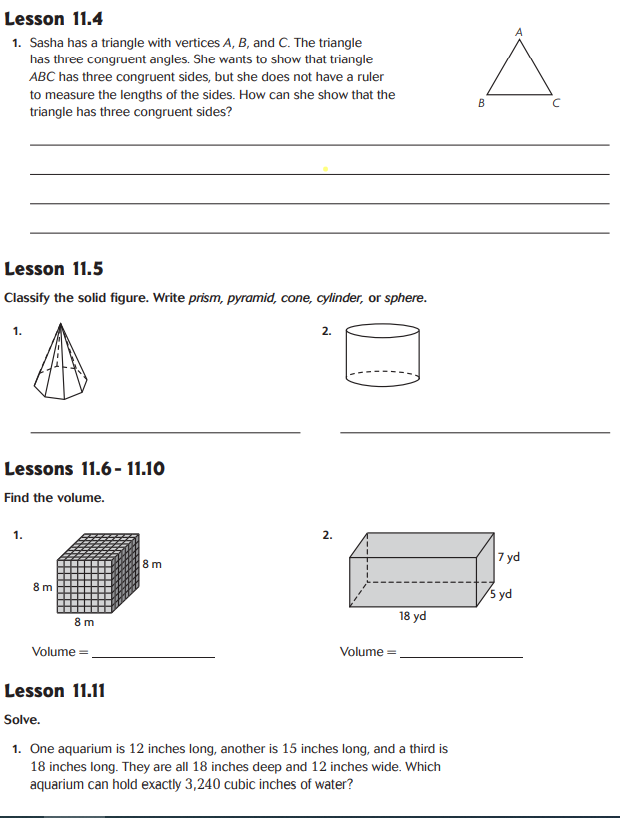 Lesson 11.4
1. Sasha has a triangle with vertices A, B, and C. The triangle
has three congruent angles. She wants to show that triangle
ABC has three congruent sides, but she does not have a ruler
to measure the lengths of the sides. How can she show that the
triangle has three congruent sides?
A
B
C
Lesson 11.5
Classify the solid figure. Write prism, pyramid, cone, cylinder, or sphere.
1.
2.
Lessons 11.6 - 11.10
Find the volume.
1.
8 m
8 m
8 m
Volume =
2.
7 yd
5 yd
18 yd
Volume =
Lesson 11.11
Solve.
1. One aquarium is 12 inches long, another is 15 inches long, and a third is
18 inches long. They are all 18 inches deep and 12 inches wide. Which
aquarium can hold exactly 3,240 cubic inches of water?